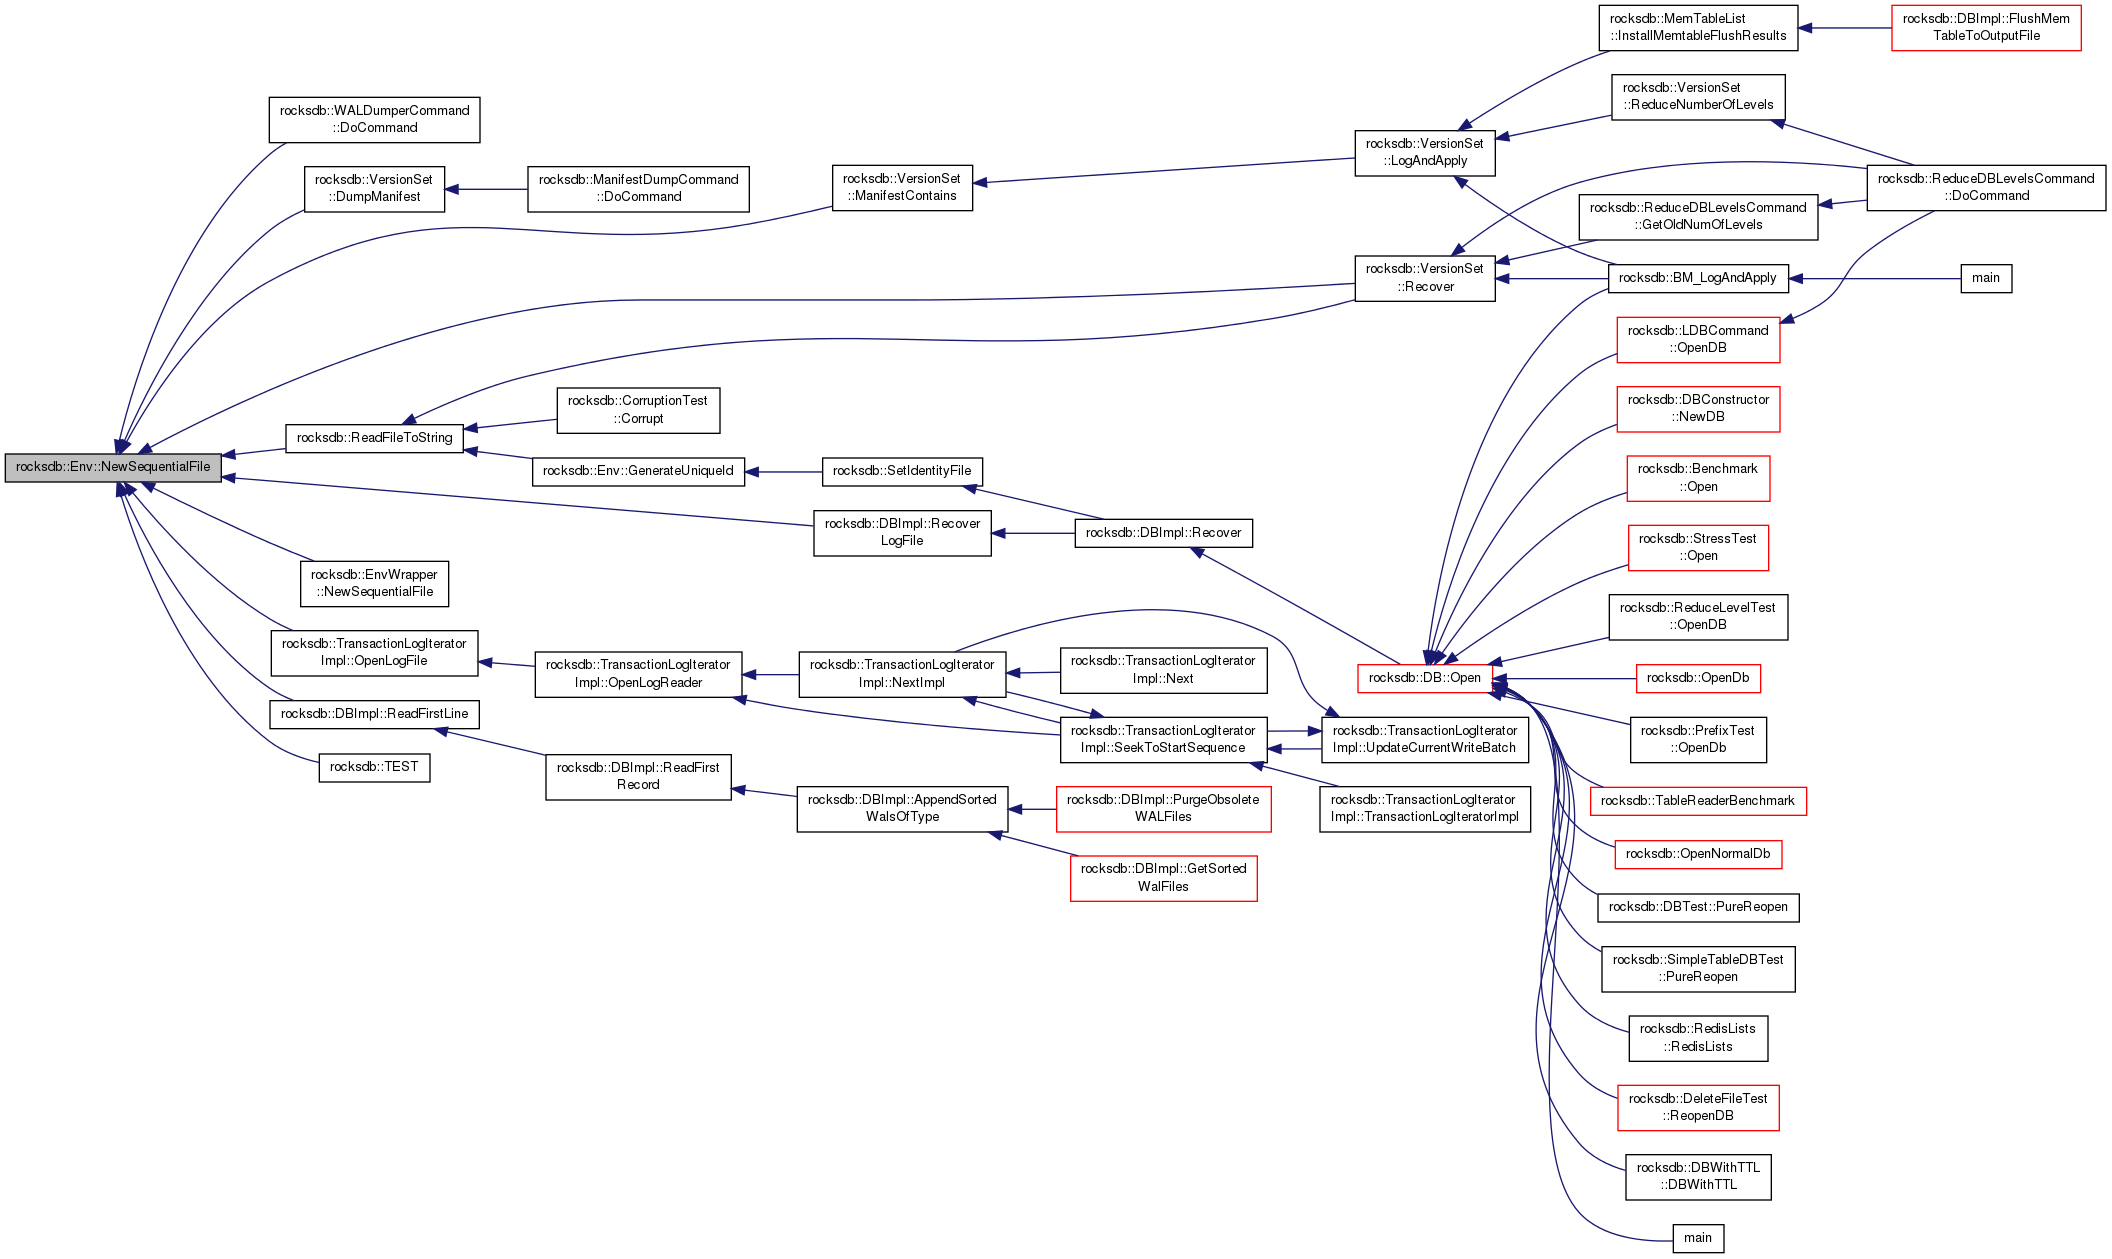 rocksdb::Env::NewSequentialFile
rocksdb::WALDumperCommand
::DoCommand
rocksdb::VersionSet
::DumpManifest
rocksdb::ReadFileToString
rocksdb::EnvWrapper
::NewSequentialFile
rocksdb::TransactionLogIterator
Impl::OpenLogFile
rocksdb::DBImpl::ReadFirstLine
rocksdb::TEST
rocksdb::ManifestDumpCommand
::DoCommand
rocksdb::CorruptionTest
::Corrupt
rocksdb::Env::GenerateUniqueId
rocksdb::TransactionLogIterator
Impl::OpenLogReader
rocksdb::DBImpl::ReadFirst
Record
rocksdb::VersionSet
::ManifestContains
rocksdb::SetIdentityFile
rocksdb::DBImpl::Recover
LogFile
rocksdb::TransactionLogIterator
Impl::NextImpl
rocksdb::DBImpl::AppendSorted
WalsOfType
rocksdb::DBImpl::Recover
rocksdb::TransactionLogIterator
Impl::Next
rocksdb::TransactionLogIterator
Impl::SeekToStartSequence
rocksdb::DBImpl::PurgeObsolete
WALFiles
rocksdb::DBImpl::GetSorted
WalFiles
rocksdb::VersionSet
::LogAndApply
rocksdb::VersionSet
::Recover
rocksdb::DB::Open
rocksdb::TransactionLogIterator
Impl::UpdateCurrentWriteBatch
rocksdb::TransactionLogIterator
Impl::TransactionLogIteratorImpl
rocksdb::MemTableList
::InstallMemtableFlushResults
rocksdb::VersionSet
::ReduceNumberOfLevels
rocksdb::ReduceDBLevelsCommand
::GetOldNumOfLevels
rocksdb::BM_LogAndApply
rocksdb::LDBCommand
::OpenDB
rocksdb::DBConstructor
::NewDB
rocksdb::Benchmark
::Open
rocksdb::StressTest
::Open
rocksdb::ReduceLevelTest
::OpenDB
rocksdb::OpenDb
rocksdb::PrefixTest
::OpenDb
rocksdb::TableReaderBenchmark
rocksdb::OpenNormalDb
rocksdb::DBTest::PureReopen
rocksdb::SimpleTableDBTest
::PureReopen
rocksdb::RedisLists
::RedisLists
rocksdb::DeleteFileTest
::ReopenDB
rocksdb::DBWithTTL
::DBWithTTL
main
rocksdb::DBImpl::FlushMem
TableToOutputFile
rocksdb::ReduceDBLevelsCommand
::DoCommand
main